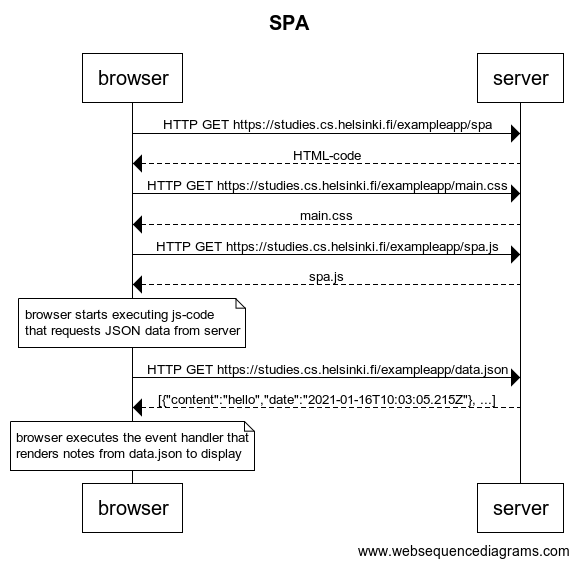 SPA
browser server
HTTP GET https://studies.cs.helsinki.fi/exampleapp/spa
HTML-code
HTTP GET https://studies.cs.helsinki.fi/exampleapp/main.css
main.css
HTTP GET https://studies.cs.helsinki.fi/exampleapp/spa.js
spa.js
browser starts executing js-code
that requests JSON data from server
HTTP GET https://studies.cs.helsinki.fi/exampleapp/data.json
[{"content":"hello","date":"2021-01-16T10:03:05.215Z"}, ...]
browser executes the event handler that
renders notes from data.json to display
browser server
www.websequencediagrams.com